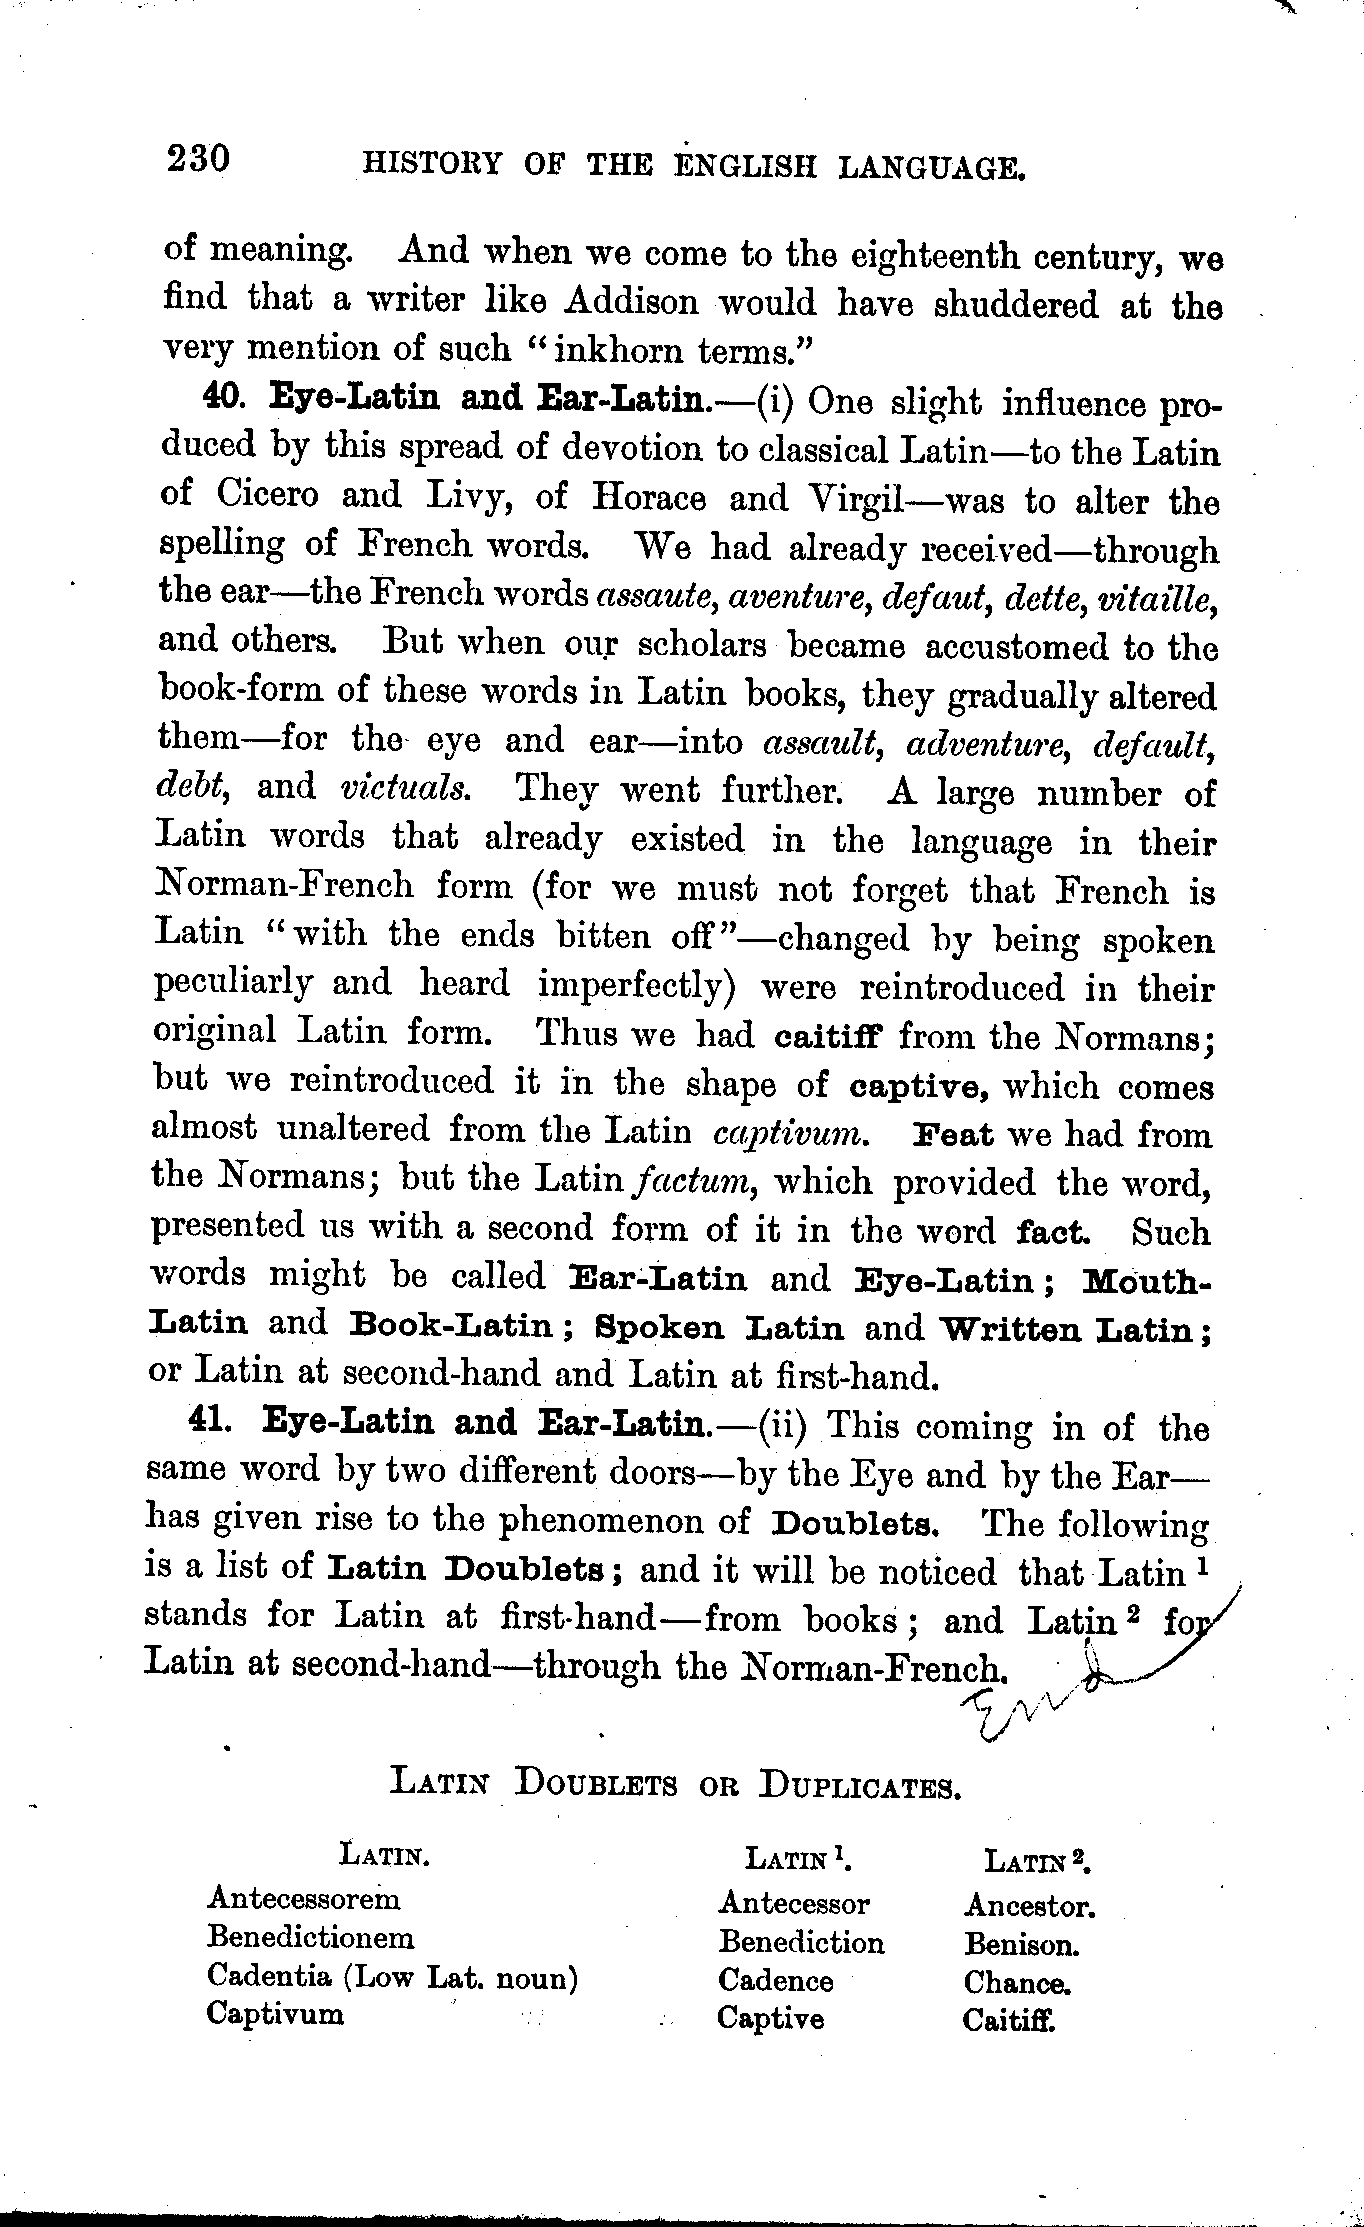 230 HISTORY OF THE ENGLISH LANGUAGE.
of meaning. And when we come to the eighteenth century, we
find that a writer like Addison would have shuddered at the
very mention of such “inkhorn terms.”
40. Eye-Latin and Ear-Latin.—(i) One slight influence pro-
duced by this spread of devotion to classical Latin—to the Latin
of Cicero and Livy, of Horace and Virgil—was to alter the
spelling of French words. We had already received—through
the ear—the French words assaute, aventure, defaut, dette, vitaille,
and others. But when our scholars became accustomed to the
book-form of these words in Latin books, they gradually altered
them—for the eye and ear—into assault, adventure, default,
debt, and victuals. They went further. A large number of
Latin words that already existed in the language in their
Norman-French form (for we must not forget that French is
Latin “with the ends bitten off”—changed by being spoken
peculiarly and heard imperfectly) were reintroduced in their
original Latin form. Thus we had caitiff from the Normans;
but we reintroduced it in the shape of captive, which comes
almost unaltered from the Latin captivum. Feat we had from
the Normans; but the Latin factum, which provided the word,
presented us with a second form of it in the word fact. Such
words might be called Ear-Latin and Eye-Latin; Mouth-
Latin and Book-Latin; Spoken Latin and Written Latin;
or Latin at second-hand and Latin at first-hand.
41. Eye-Latin and Ear-Latin.—(ii) This coming in of the
same word by two different doors—by the Eye and by the Ear—
has given rise to the phenomenon of Doublets. The following
is a list of Latin Doublets; and it will be noticed that Latin ¹
stands for Latin at first-hand—from books; and Latin ² for
Latin at second-hand—through the Norman-French.
End
LATIN DOUBLETS OR DUPLICATES.
LATIN. LATIN ¹. LATIN ².
Antecessorem Antecessor Ancestor.
Benedictionem Benediction Benison.
Cadentia (Low Lat. noun) Cadence Chance.
Captivum Captive Caitiff.